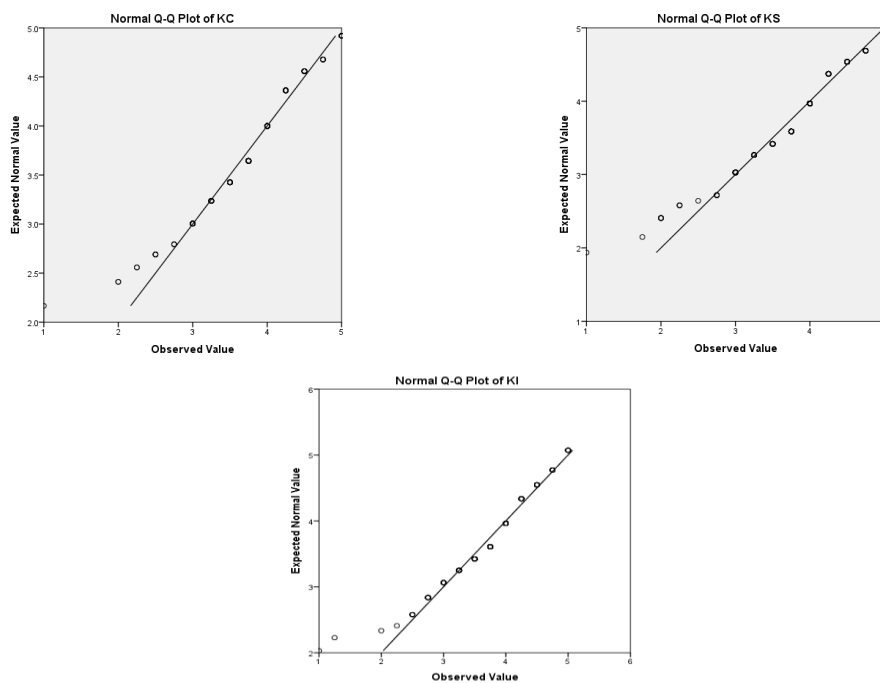 Normal Q-Q Plot of KC
Expected Normal Value
5.0
4.5
4.0
3.5
3.0
2.5
2.0
1 2 3 4 5
Observed Value
Normal Q-Q Plot of KS
Expected Normal Value
5
4
3
2
1
1 2 3 4
Observed Value
Normal Q-Q Plot of KI
Expected Normal Value
6
5
4
3
2
1 2 3 4 5 6
Observed Value